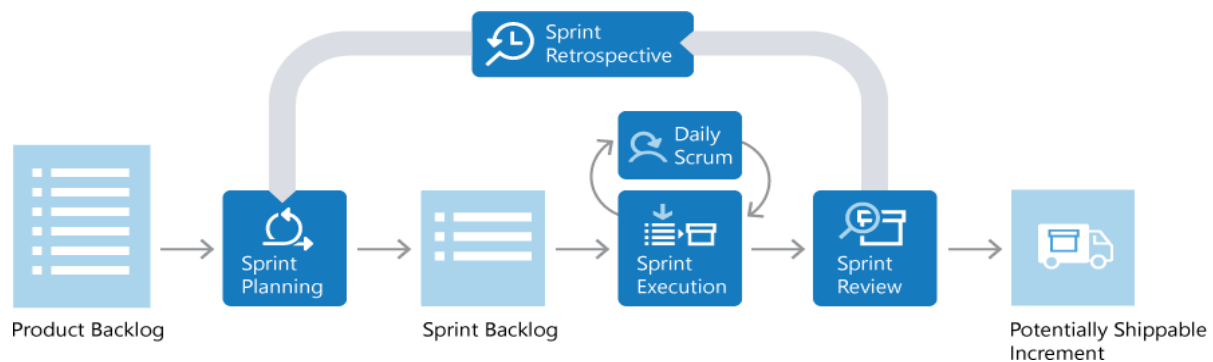 Sprint
Retrospective
Daily
Scrum
Sprint
Planning
Sprint
Execution
Sprint
Review
Product Backlog
Sprint Backlog
Potentially Shippable
Increment